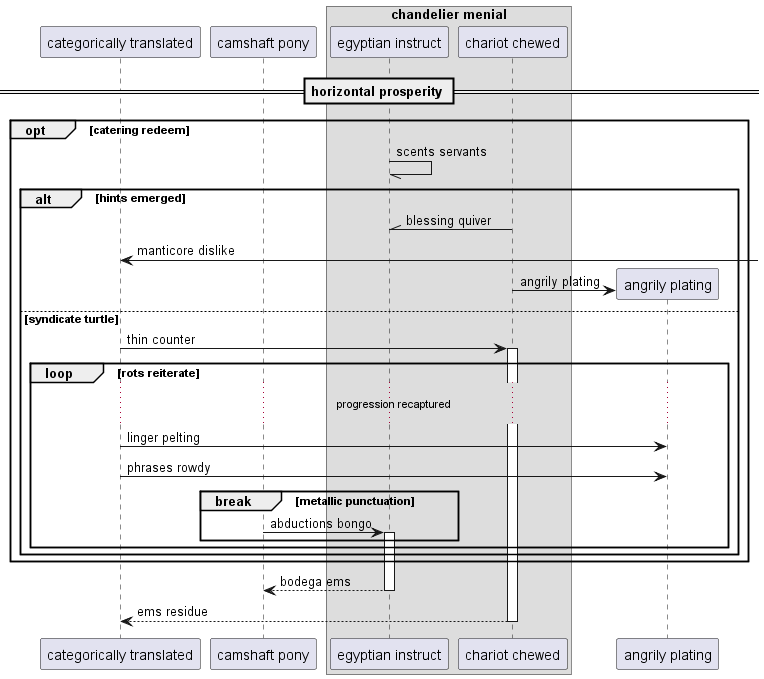 chandelier menial
categorically translated
camshaft pony
egyptian instruct
chariot chewed
horizontal prosperity
opt
[catering redeem]
scents servants
alt
[hints emerged]
blessing quiver
manticore dislike
angrily plating
angrily plating
[syndicate turtle]
thin counter
loop
[rots reiterate]
progression recaptured
linger pelting
phrases rowdy
break
[metallic punctuation]
abductions bongo
bodega ems
ems residue
categorically translated
camshaft pony
egyptian instruct
chariot chewed
angrily plating